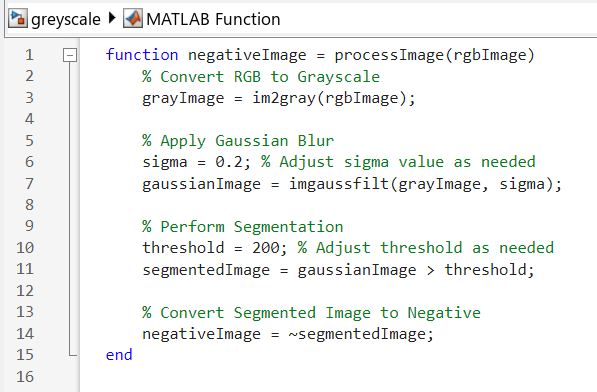 greyscale ▶ MATLAB Function
1 function negativeImage = processImage(rgbImage)
2 % Convert RGB to Grayscale
3 grayImage = im2gray(rgbImage);
4
5 % Apply Gaussian Blur
6 sigma = 0.2; % Adjust sigma value as needed
7 gaussianImage = imgaussfilt(grayImage, sigma);
8
9 % Perform Segmentation
10 threshold = 200; % Adjust threshold as needed
11 segmentedImage = gaussianImage > threshold;
12
13 % Convert Segmented Image to Negative
14 negativeImage = ~segmentedImage;
15 end
16